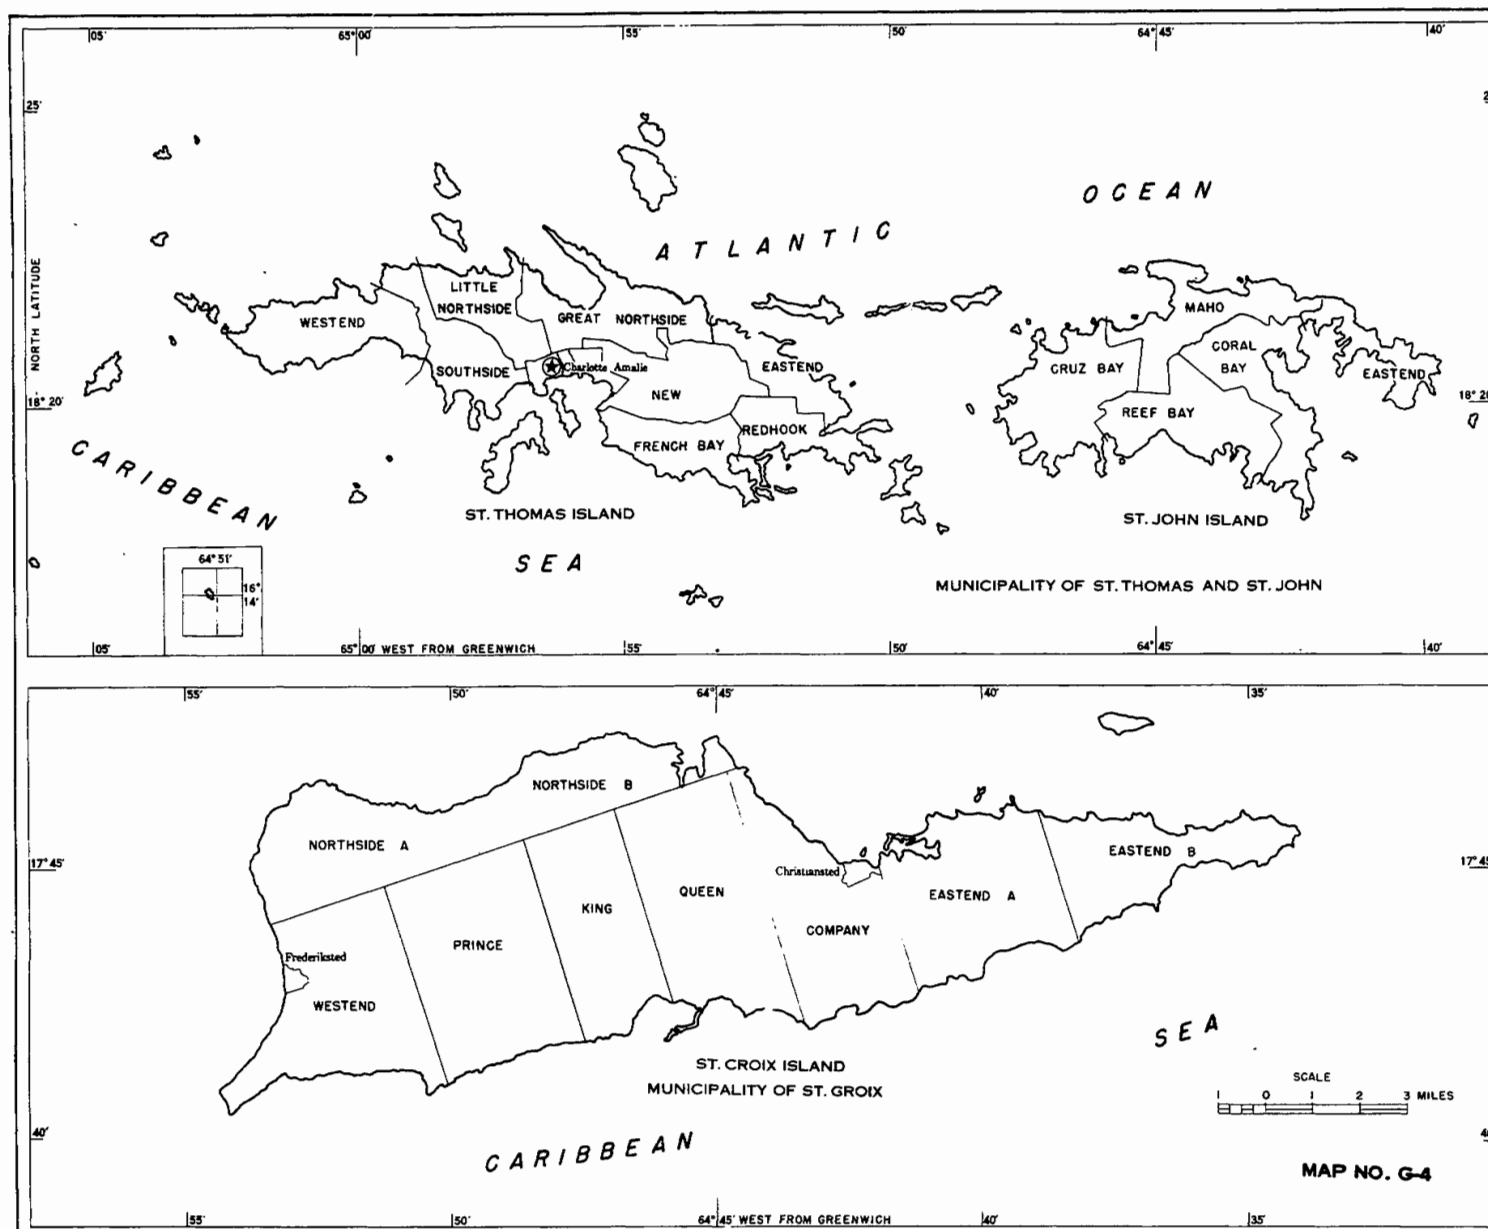 05' 65° 00' 55' 50' 64° 45' 40'
25'
OCEAN
ATLANTIC
NORTH LATITUDE
LITTLE
NORTHSIDE
WESTEND
GREAT NORTHSIDE
MAHO
CORAL
BAY
SOUTHSIDE
Charlotte Amalie
EASTEND
CRUZ BAY
EASTEND
NEW
18° 20'
18° 20'
REEF BAY
REDHOOK
FRENCH BAY
CARIBBEAN
ST. THOMAS ISLAND
ST. JOHN ISLAND
SEA
64° 51'
16°
14'
MUNICIPALITY OF ST. THOMAS AND ST. JOHN
05' 65° 00' WEST FROM GREENWICH 55' 50' 64° 45' 40'
55' 50' 64° 45' 40' 35'
NORTHSIDE B
NORTHSIDE A
EASTEND B
17° 45'
17° 45'
Christiansted
QUEEN
EASTEND A
KING
COMPANY
PRINCE
Frederiksted
WESTEND
SEA
ST. CROIX ISLAND
MUNICIPALITY OF ST. GROIX
SCALE
1 0 1 2 3 MILES
40'
CARIBBEAN
MAP NO. G-4
55' 50' 64° 45' WEST FROM GREENWICH 40' 35'